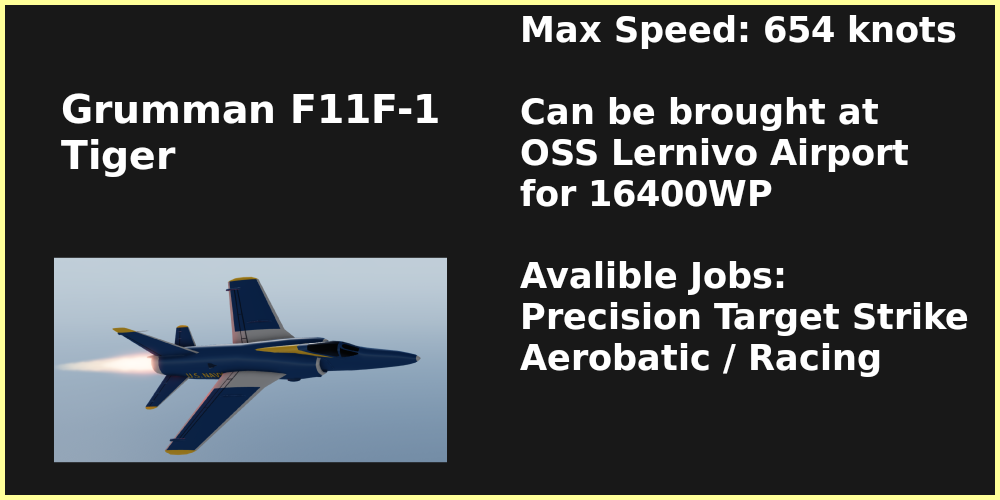 Grumman F11F-1
Tiger
Max Speed: 654 knots
Can be brought at
OSS Lernivo Airport
for 16400WP
Avalible Jobs:
Precision Target Strike
Aerobatic / Racing
U.S. NAVY